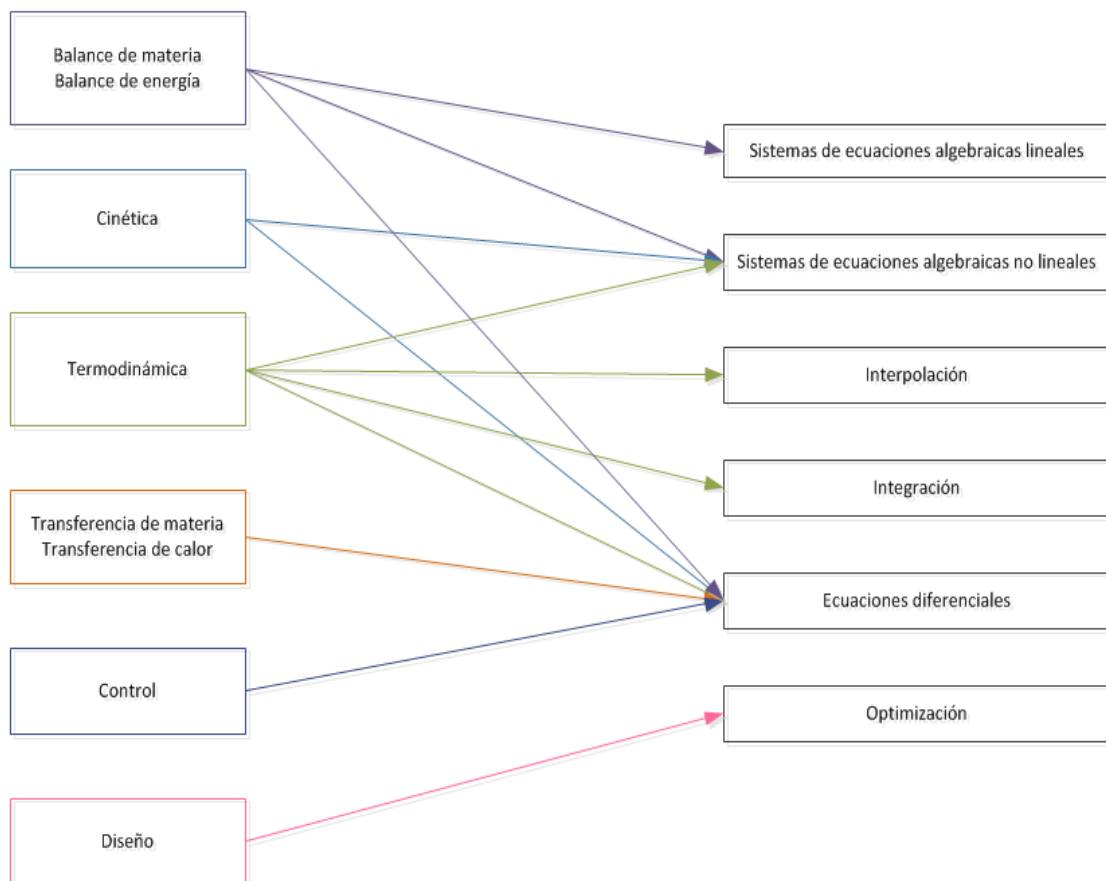 Balance de materia
Balance de energía
Cinética
Termodinámica
Transferencia de materia
Transferencia de calor
Control
Diseño
Sistemas de ecuaciones algebraicas lineales
Sistemas de ecuaciones algebraicas no lineales
Interpolación
Integración
Ecuaciones diferenciales
Optimización